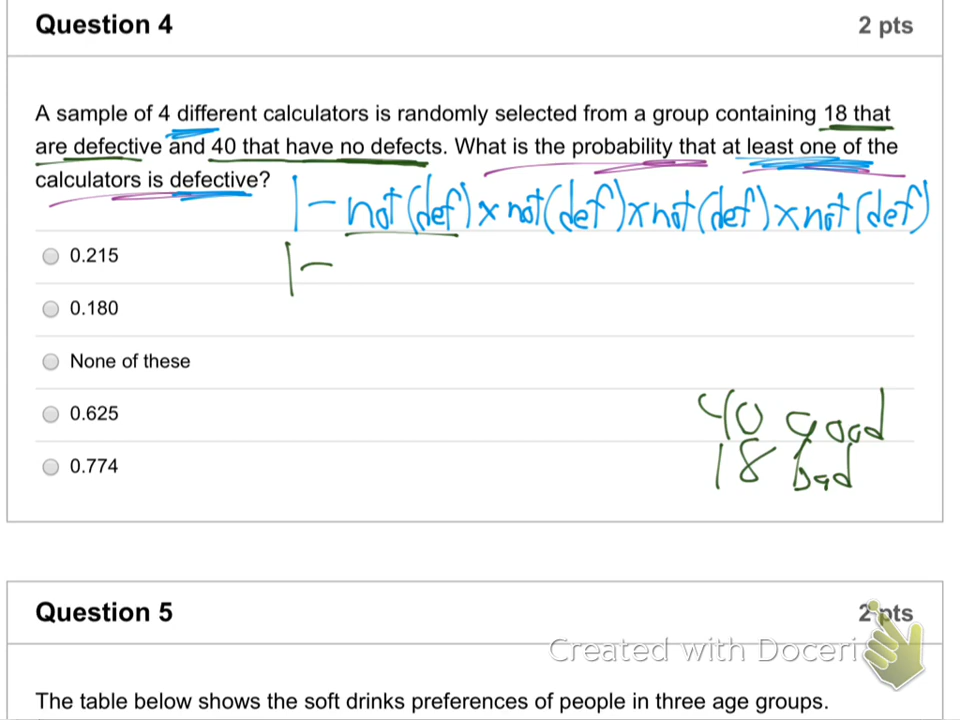 Question 4 2 pts
A sample of 4 different calculators is randomly selected from a group containing 18 that
are defective and 40 that have no defects. What is the probability that at least one of the
calculators is defective?
1 - not(def) x not(def) x not(def) x not(def)
0.215
1 -
0.180
None of these
0.625
40 good
0.774
18 bad
Question 5 2 pts
Created with Doceri
The table below shows the soft drinks preferences of people in three age groups.